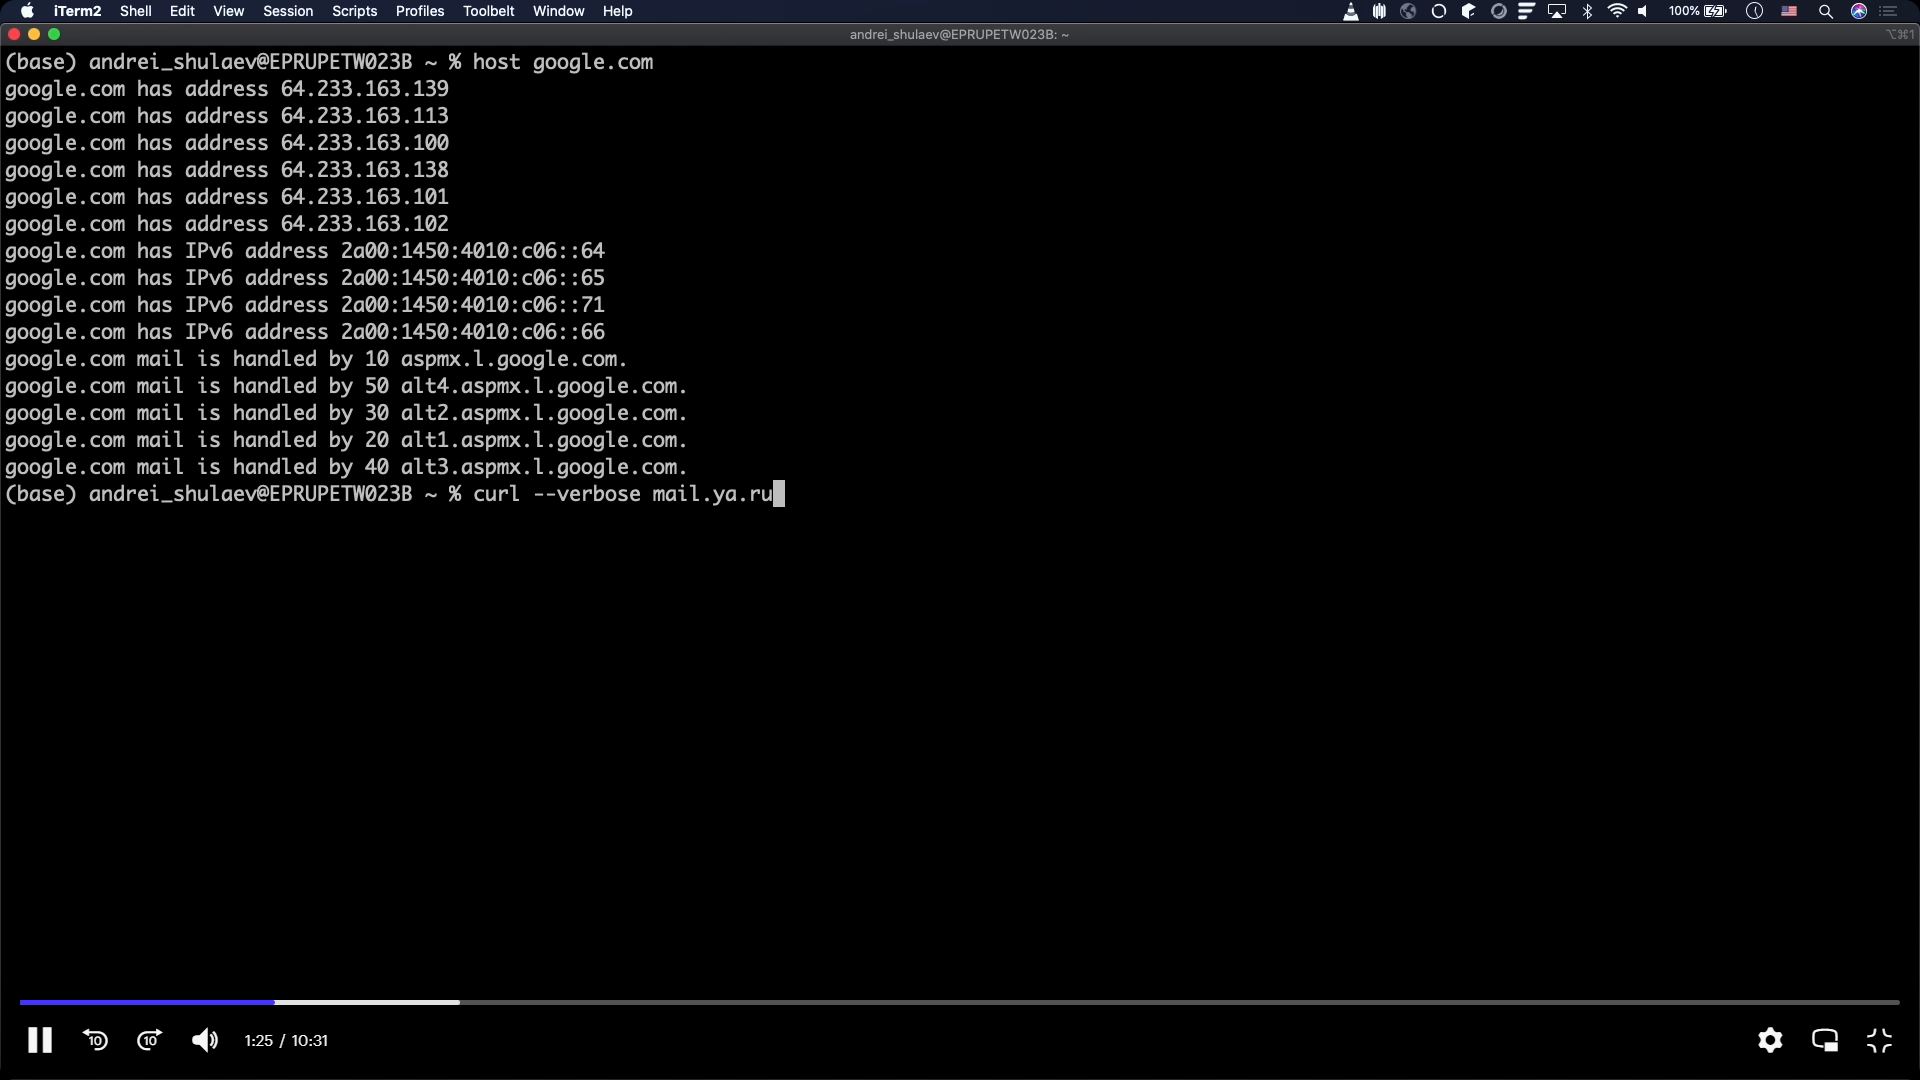 iTerm2 Shell Edit View Session Scripts Profiles Toolbelt Window Help 100%
andrei_shulaev@EPRUPETW023B: ~ ⌥⌘1
(base) andrei_shulaev@EPRUPETW023B ~ % host google.com
google.com has address 64.233.163.139
google.com has address 64.233.163.113
google.com has address 64.233.163.100
google.com has address 64.233.163.138
google.com has address 64.233.163.101
google.com has address 64.233.163.102
google.com has IPv6 address 2a00:1450:4010:c06::64
google.com has IPv6 address 2a00:1450:4010:c06::65
google.com has IPv6 address 2a00:1450:4010:c06::71
google.com has IPv6 address 2a00:1450:4010:c06::66
google.com mail is handled by 10 aspmx.l.google.com.
google.com mail is handled by 50 alt4.aspmx.l.google.com.
google.com mail is handled by 30 alt2.aspmx.l.google.com.
google.com mail is handled by 20 alt1.aspmx.l.google.com.
google.com mail is handled by 40 alt3.aspmx.l.google.com.
(base) andrei_shulaev@EPRUPETW023B ~ % curl --verbose mail.ya.ru
10 10 1:25 / 10:31